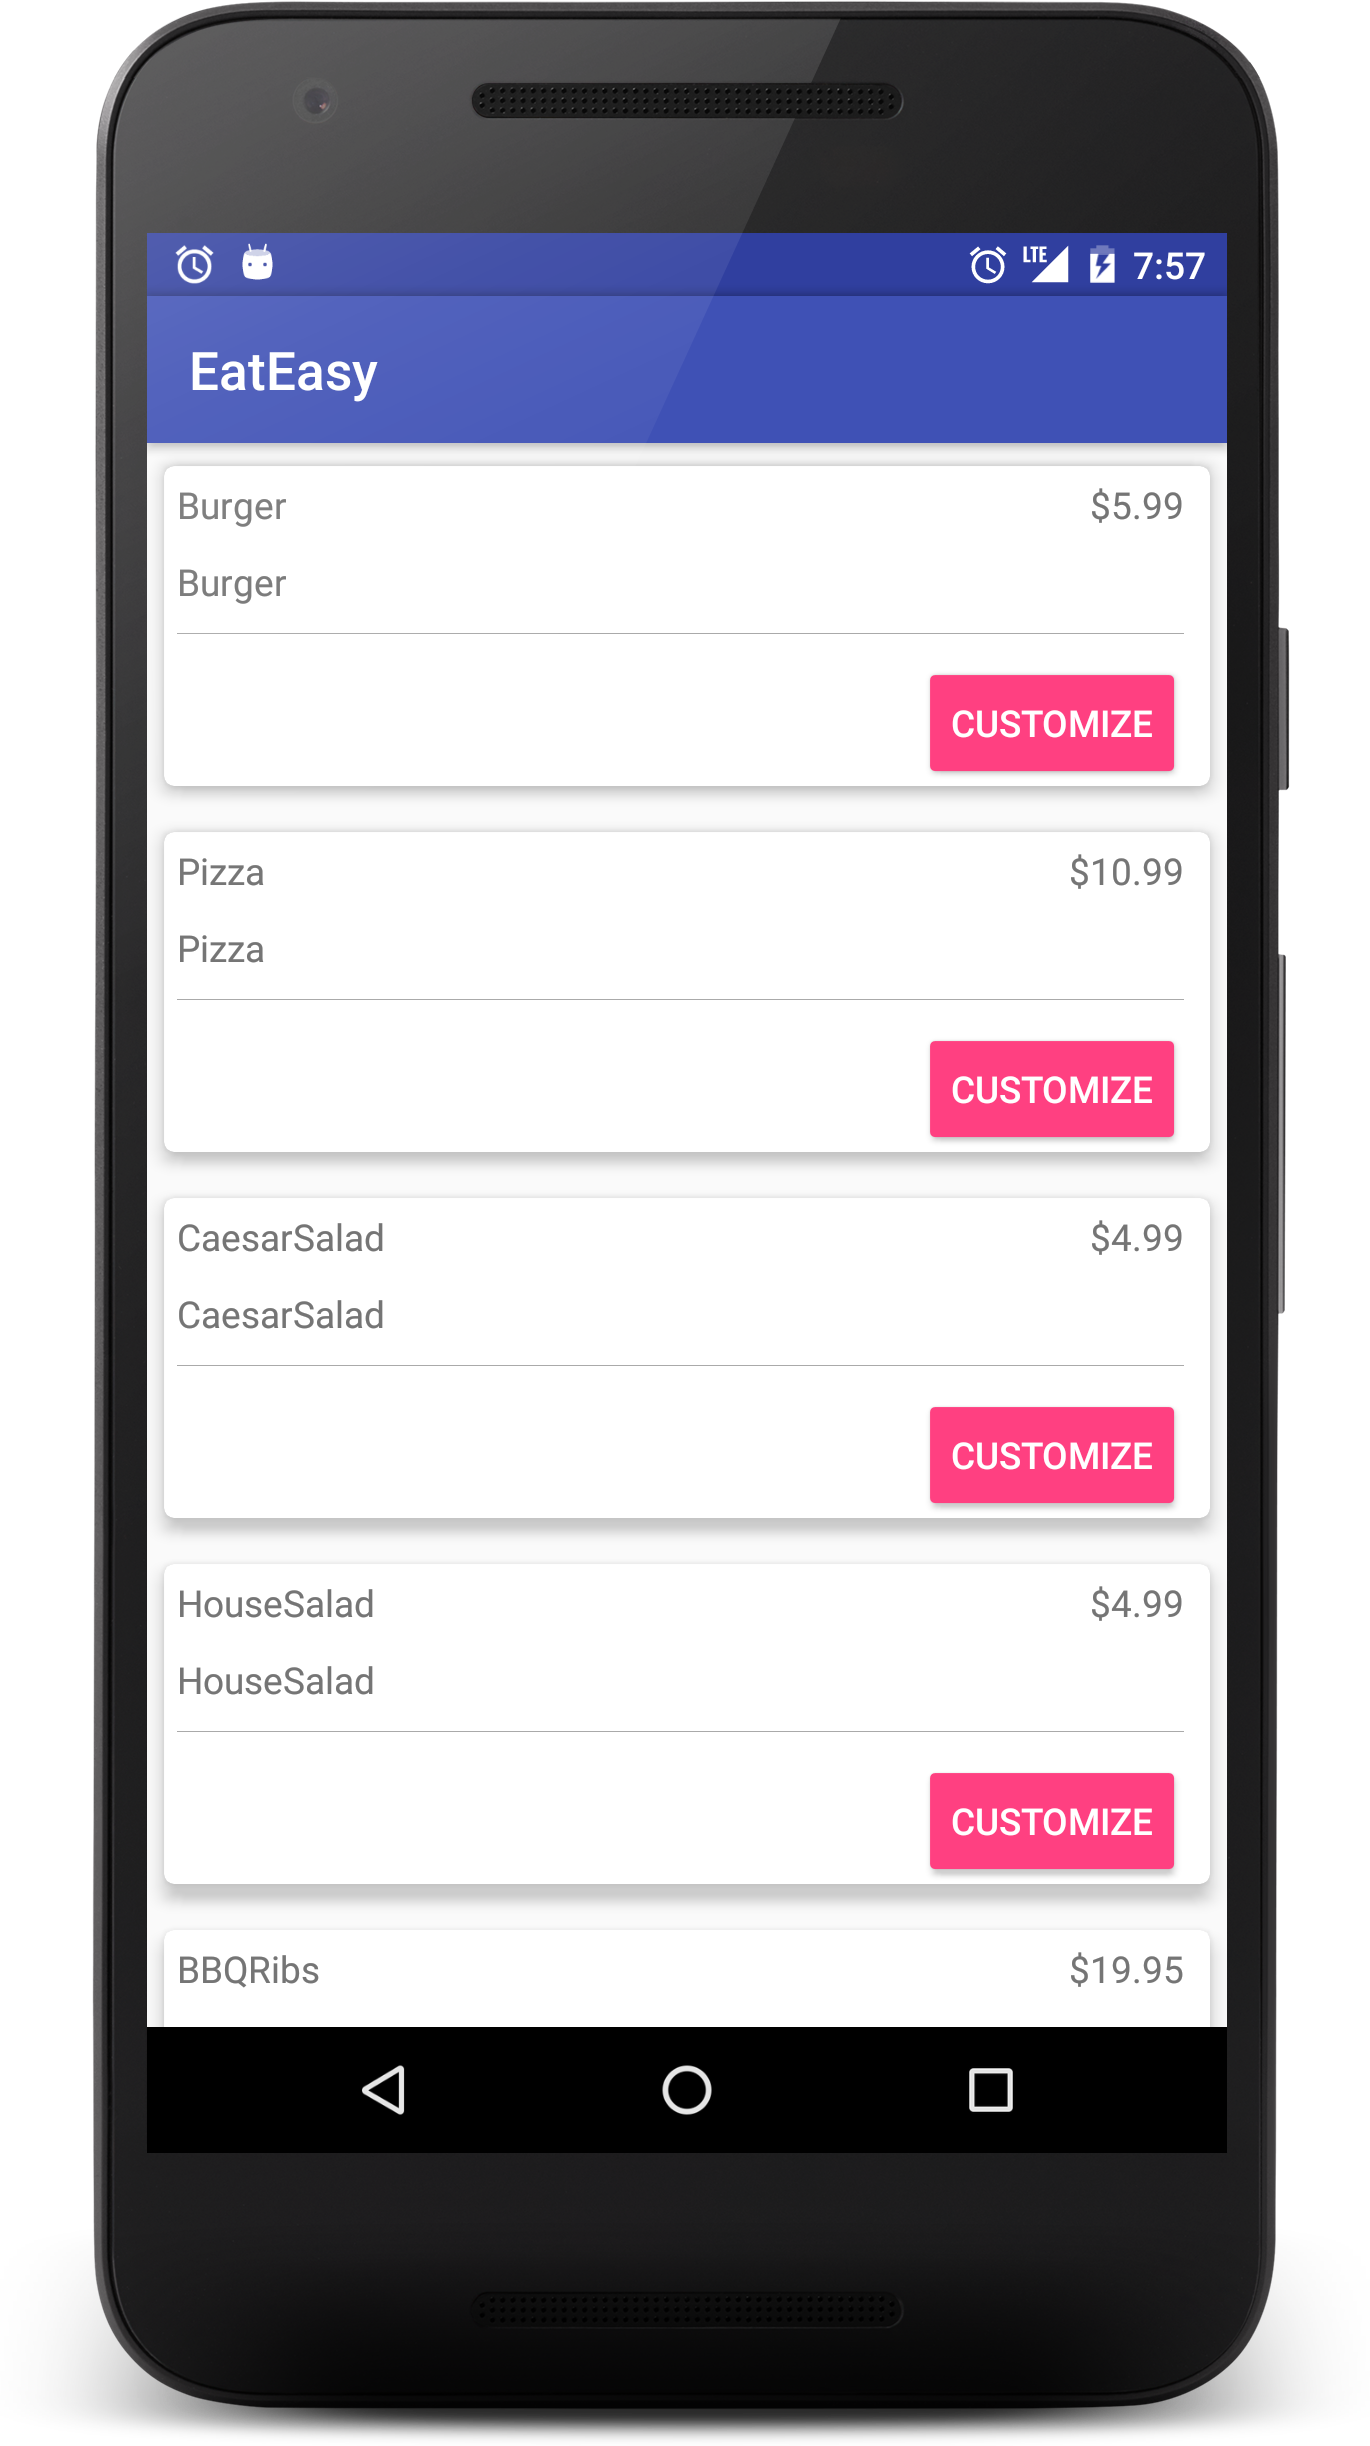 LTE 7:57
EatEasy
Burger $5.99
Burger
CUSTOMIZE
Pizza $10.99
Pizza
CUSTOMIZE
CaesarSalad $4.99
CaesarSalad
CUSTOMIZE
HouseSalad $4.99
HouseSalad
CUSTOMIZE
BBQRibs $19.95